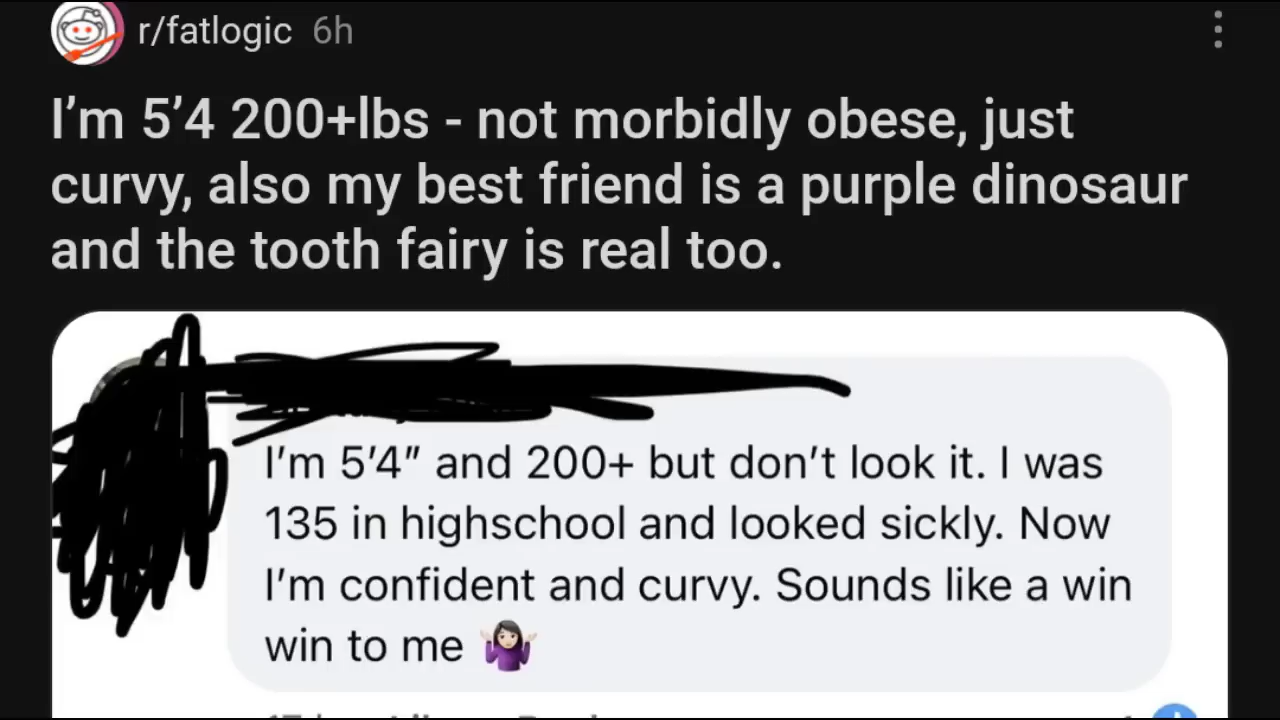 r/fatlogic 6h
I’m 5’4 200+lbs - not morbidly obese, just
curvy, also my best friend is a purple dinosaur
and the tooth fairy is real too.
I’m 5’4” and 200+ but don’t look it. I was
135 in highschool and looked sickly. Now
I’m confident and curvy. Sounds like a win
win to me 🤷🏻‍♀️